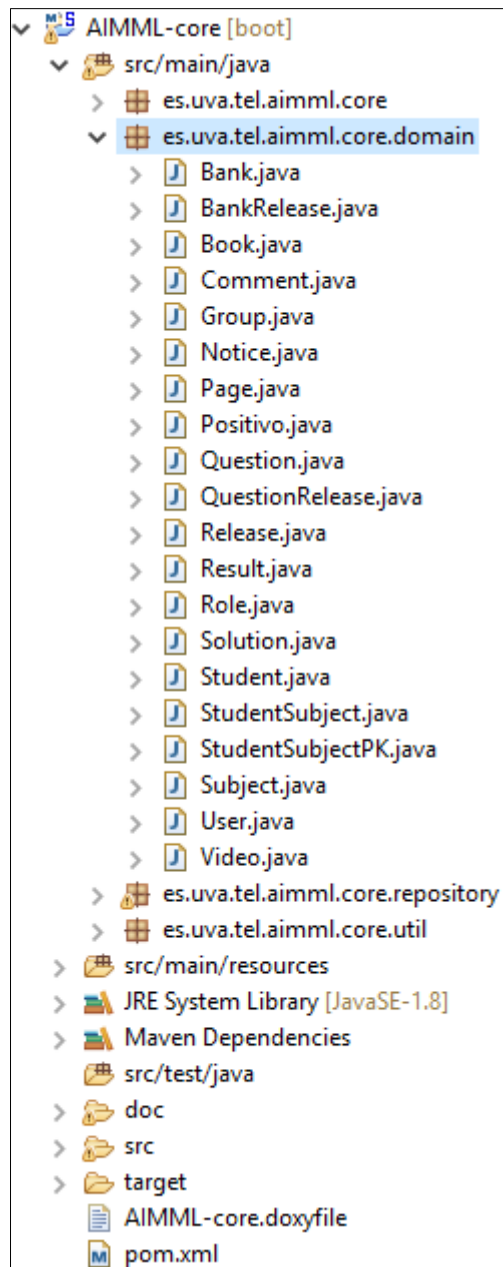 AIMML-core [boot]
src/main/java
es.uva.tel.aimml.core
es.uva.tel.aimml.core.domain
Bank.java
BankRelease.java
Book.java
Comment.java
Group.java
Notice.java
Page.java
Positivo.java
Question.java
QuestionRelease.java
Release.java
Result.java
Role.java
Solution.java
Student.java
StudentSubject.java
StudentSubjectPK.java
Subject.java
User.java
Video.java
es.uva.tel.aimml.core.repository
es.uva.tel.aimml.core.util
src/main/resources
JRE System Library [JavaSE-1.8]
Maven Dependencies
src/test/java
doc
src
target
AIMML-core.doxyfile
pom.xml